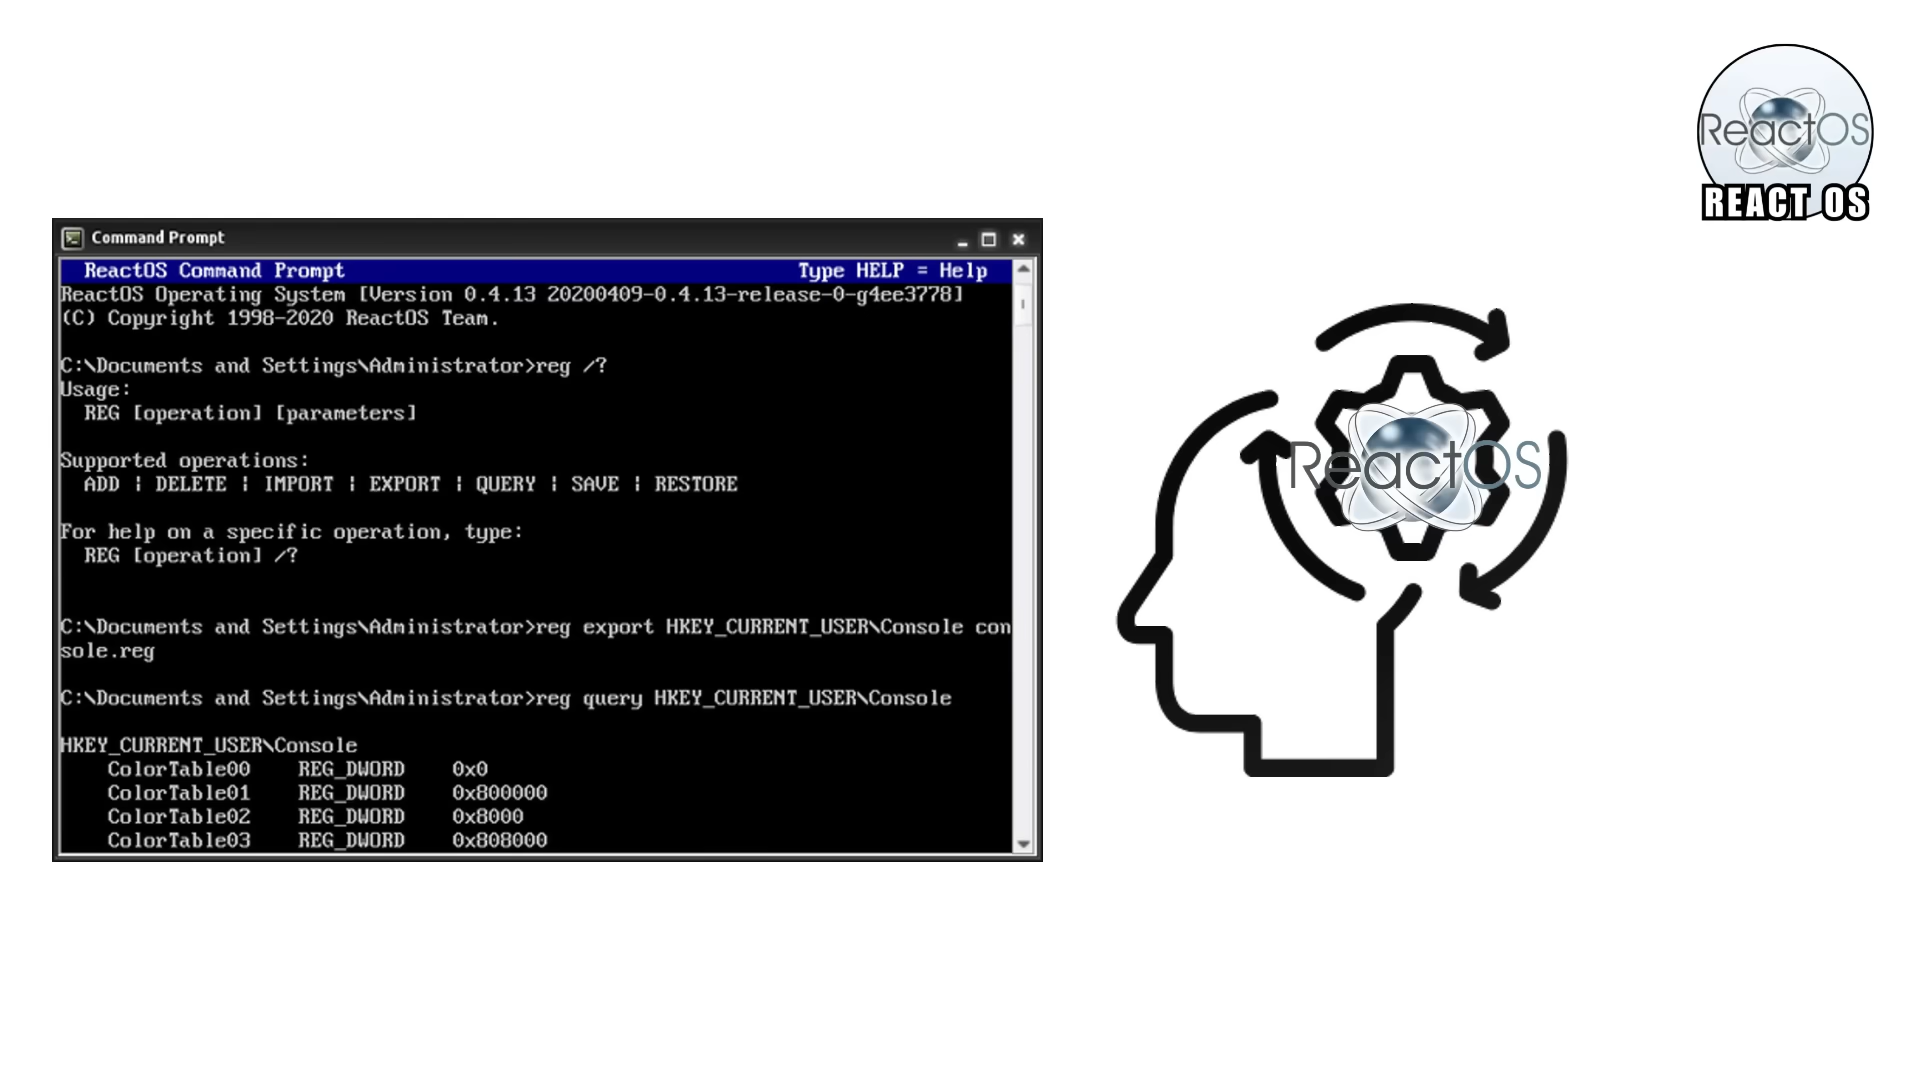 Command Prompt
ReactOS Command Prompt Type HELP = Help
ReactOS Operating System [Version 0.4.13 20200409-0.4.13-release-0-g4ee3778]
(C) Copyright 1998-2020 ReactOS Team.
C:\Documents and Settings\Administrator>reg /?
Usage:
REG [operation] [parameters]
Supported operations:
ADD ¦ DELETE ¦ IMPORT ¦ EXPORT ¦ QUERY ¦ SAVE ¦ RESTORE
For help on a specific operation, type:
REG [operation] /?
C:\Documents and Settings\Administrator>reg export HKEY_CURRENT_USER\Console con
sole.reg
C:\Documents and Settings\Administrator>reg query HKEY_CURRENT_USER\Console
HKEY_CURRENT_USER\Console
ColorTable00 REG_DWORD 0x0
ColorTable01 REG_DWORD 0x800000
ColorTable02 REG_DWORD 0x8000
ColorTable03 REG_DWORD 0x808000
ReactOS
ReactOS
REACT OS